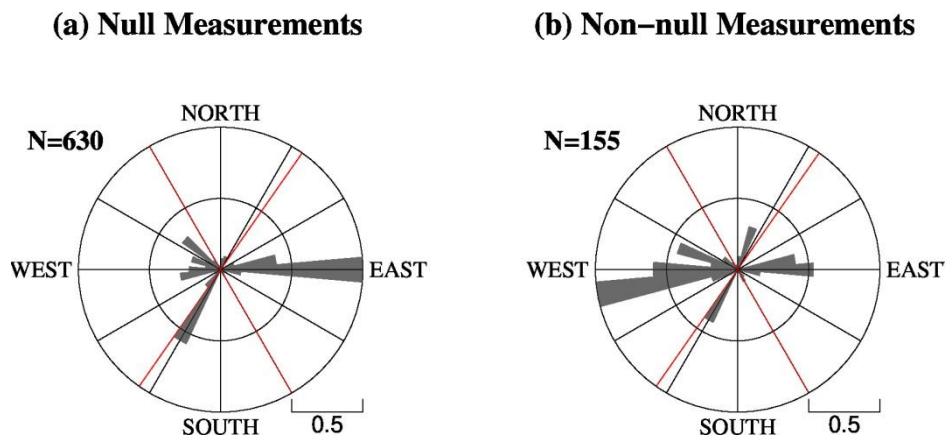 (a) Null Measurements
(b) Non−null Measurements
NORTH
N=630
WEST
EAST
SOUTH
0.5
NORTH
N=155
WEST
EAST
SOUTH
0.5